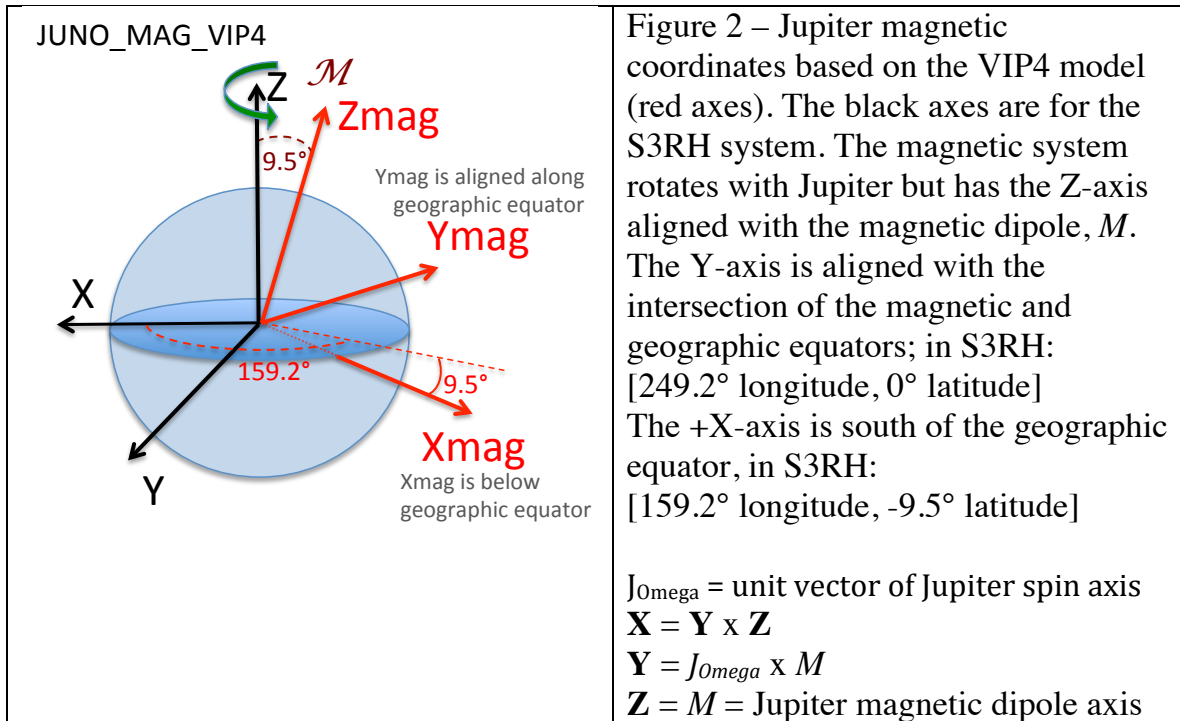 JUNO_MAG_VIP4
Z
ℳ
Zmag
9.5°
Ymag is aligned along
geographic equator
Ymag
X
159.2°
9.5°
Xmag
Y
Xmag is below
geographic equator
Figure 2 – Jupiter magnetic
coordinates based on the VIP4 model
(red axes). The black axes are for the
S3RH system. The magnetic system
rotates with Jupiter but has the Z-axis
aligned with the magnetic dipole, M.
The Y-axis is aligned with the
intersection of the magnetic and
geographic equators; in S3RH:
[249.2° longitude, 0° latitude]
The +X-axis is south of the geographic
equator, in S3RH:
[159.2° longitude, -9.5° latitude]
JOmega = unit vector of Jupiter spin axis
X = Y x Z
Y = JOmega x M
Z = M = Jupiter magnetic dipole axis